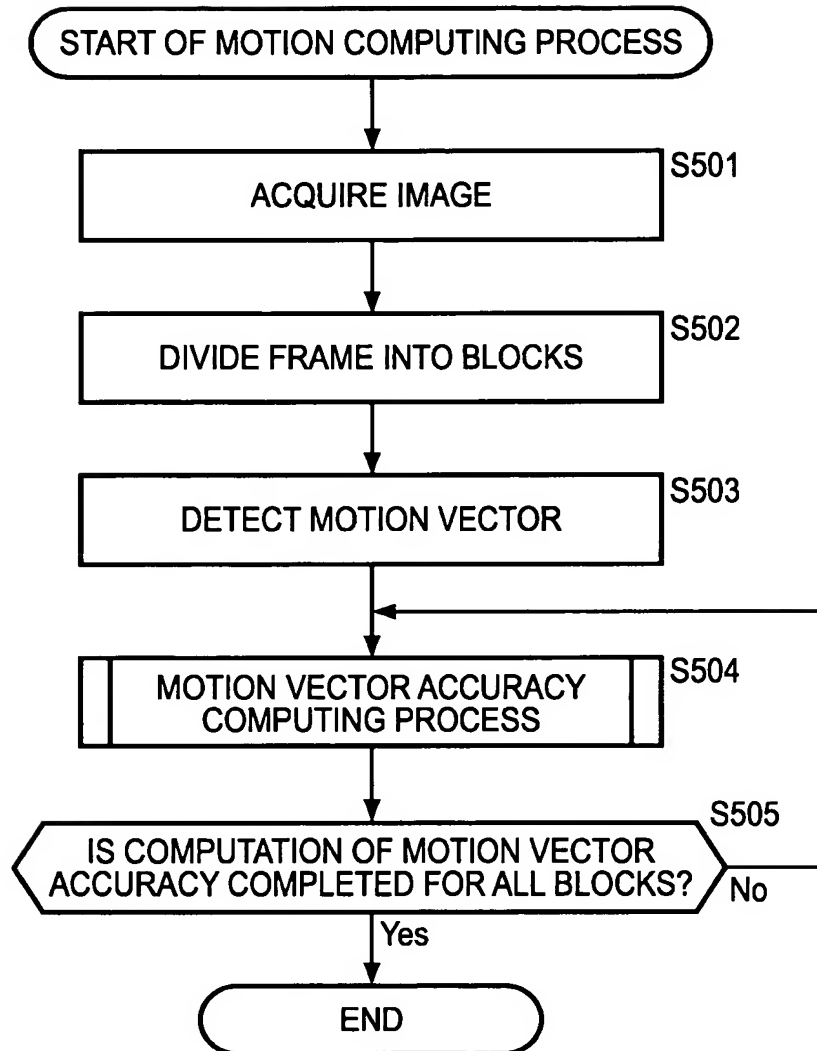 START OF MOTION COMPUTING PROCESS
S501
ACQUIRE IMAGE
S502
DIVIDE FRAME INTO BLOCKS
S503
DETECT MOTION VECTOR
S504
MOTION VECTOR ACCURACY
COMPUTING PROCESS
S505
IS COMPUTATION OF MOTION VECTOR
ACCURACY COMPLETED FOR ALL BLOCKS?
No
Yes
END